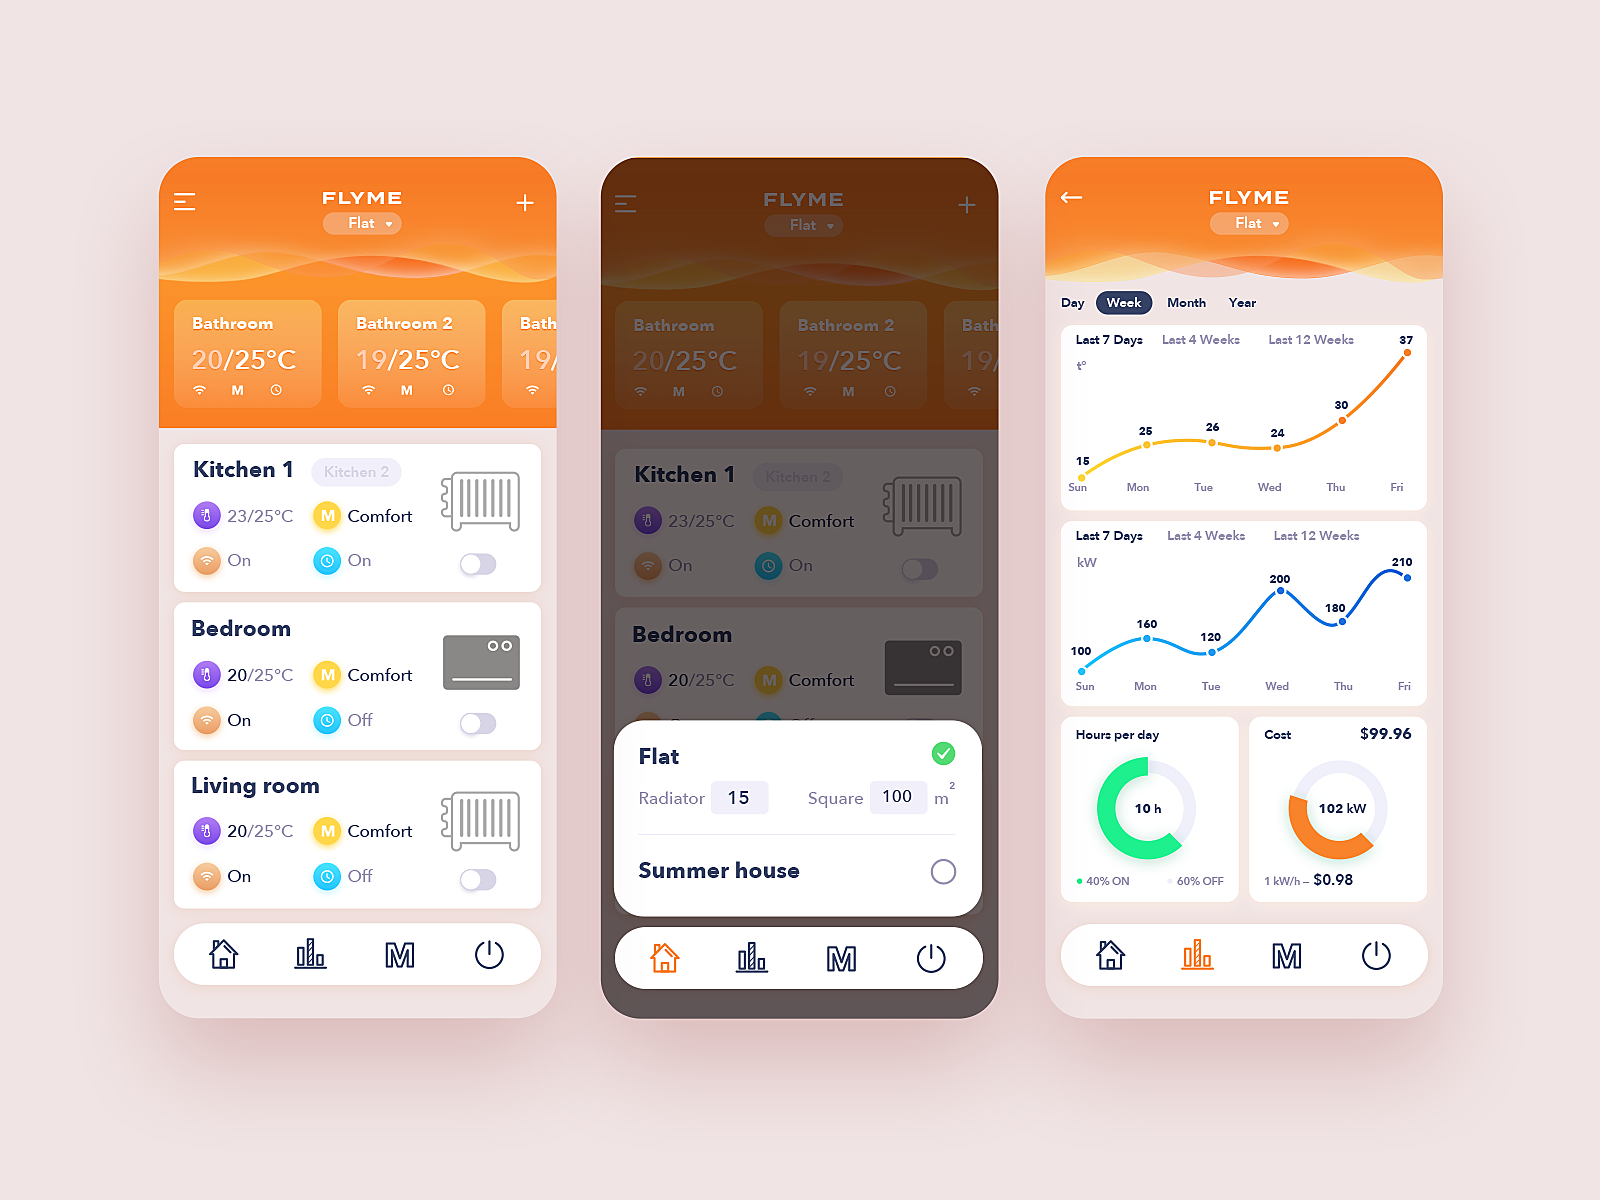 FLYME
Flat
Bathroom
20/25°C
M
Bathroom 2
19/25°C
M
Bath
19/
Kitchen 1
Kitchen 2
23/25°C
M Comfort
On
On
Bedroom
20/25°C
M Comfort
On
Off
Living room
20/25°C
M Comfort
On
Off
M
FLYME
Flat
Bathroom
20/25°C
M
Bathroom 2
19/25°C
M
Bath
19/
Kitchen 1
Kitchen 2
23/25°C
M Comfort
On
On
Bedroom
20/25°C
M Comfort
Flat
Radiator 15
Square 100 m²
Summer house
M
FLYME
Flat
Day Week Month Year
Last 7 Days Last 4 Weeks Last 12 Weeks
t°
15 25 26 24 30 37
Sun Mon Tue Wed Thu Fri
Last 7 Days Last 4 Weeks Last 12 Weeks
kW
100 160 120 200 180 210
Sun Mon Tue Wed Thu Fri
Hours per day
10 h
40% ON 60% OFF
Cost $99.96
102 kW
1 kW/h – $0.98
M